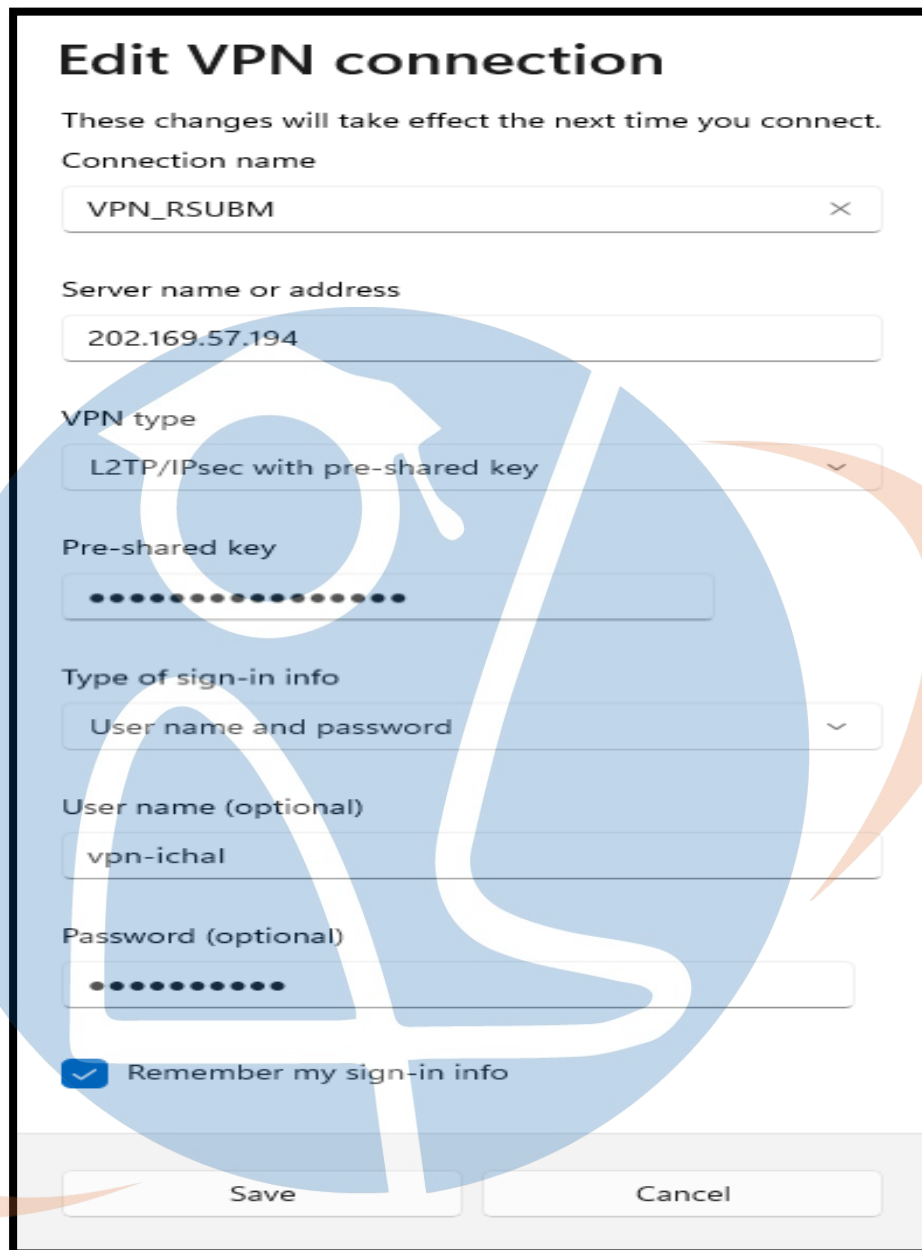 Edit VPN connection
These changes will take effect the next time you connect.
Connection name
VPN_RSUBM
Server name or address
202.169.57.194
VPN type
L2TP/IPsec with pre-shared key
Pre-shared key
••••••••••••••••
Type of sign-in info
User name and password
User name (optional)
vpn-ichal
Password (optional)
••••••••••
Remember my sign-in info
Save Cancel